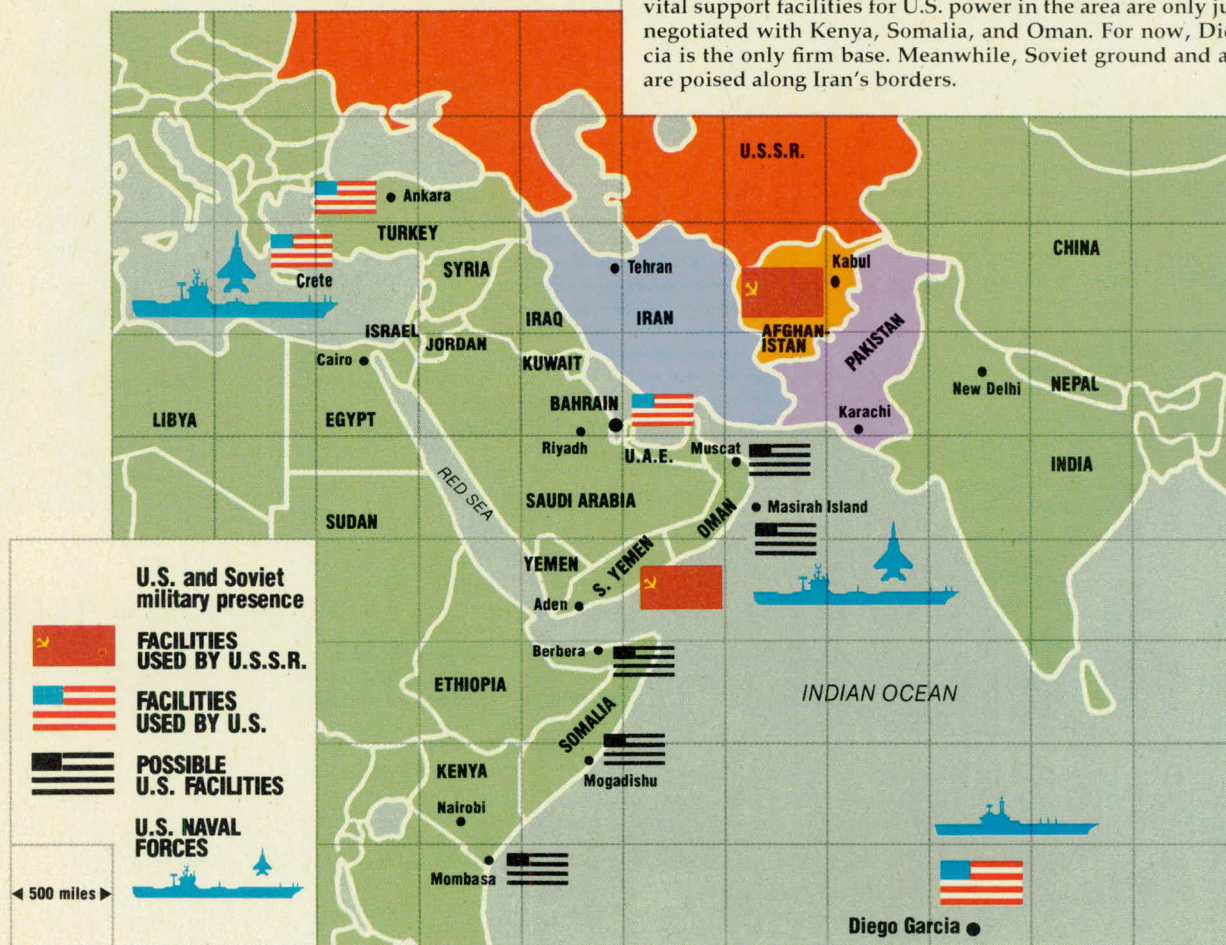 vital support facilities for U.S. power in the area are only
negotiated with Kenya, Somalia, and Oman. For now,
cia is the only firm base. Meanwhile, Soviet ground and
are poised along Iran's borders.
U.S.S.R.
Ankara
TURKEY
CHINA
SYRIA
Tehran
Kabul
Crete
IRAQ
IRAN
AFGHAN-
ISTAN
PAKISTAN
ISRAEL
JORDAN
Cairo
KUWAIT
New Delhi
NEPAL
BAHRAIN
Karachi
LIBYA
EGYPT
Riyadh
U.A.E.
Muscat
INDIA
RED SEA
SAUDI ARABIA
OMAN
Masirah Island
SUDAN
YEMEN
S. YEMEN
Aden
Berbera
ETHIOPIA
INDIAN OCEAN
SOMALIA
Mogadishu
KENYA
Nairobi
Mombasa
Diego Garcia
U.S. and Soviet
military presence
FACILITIES
USED BY U.S.S.R.
FACILITIES
USED BY U.S.
POSSIBLE
U.S. FACILITIES
U.S. NAVAL
FORCES
500 miles